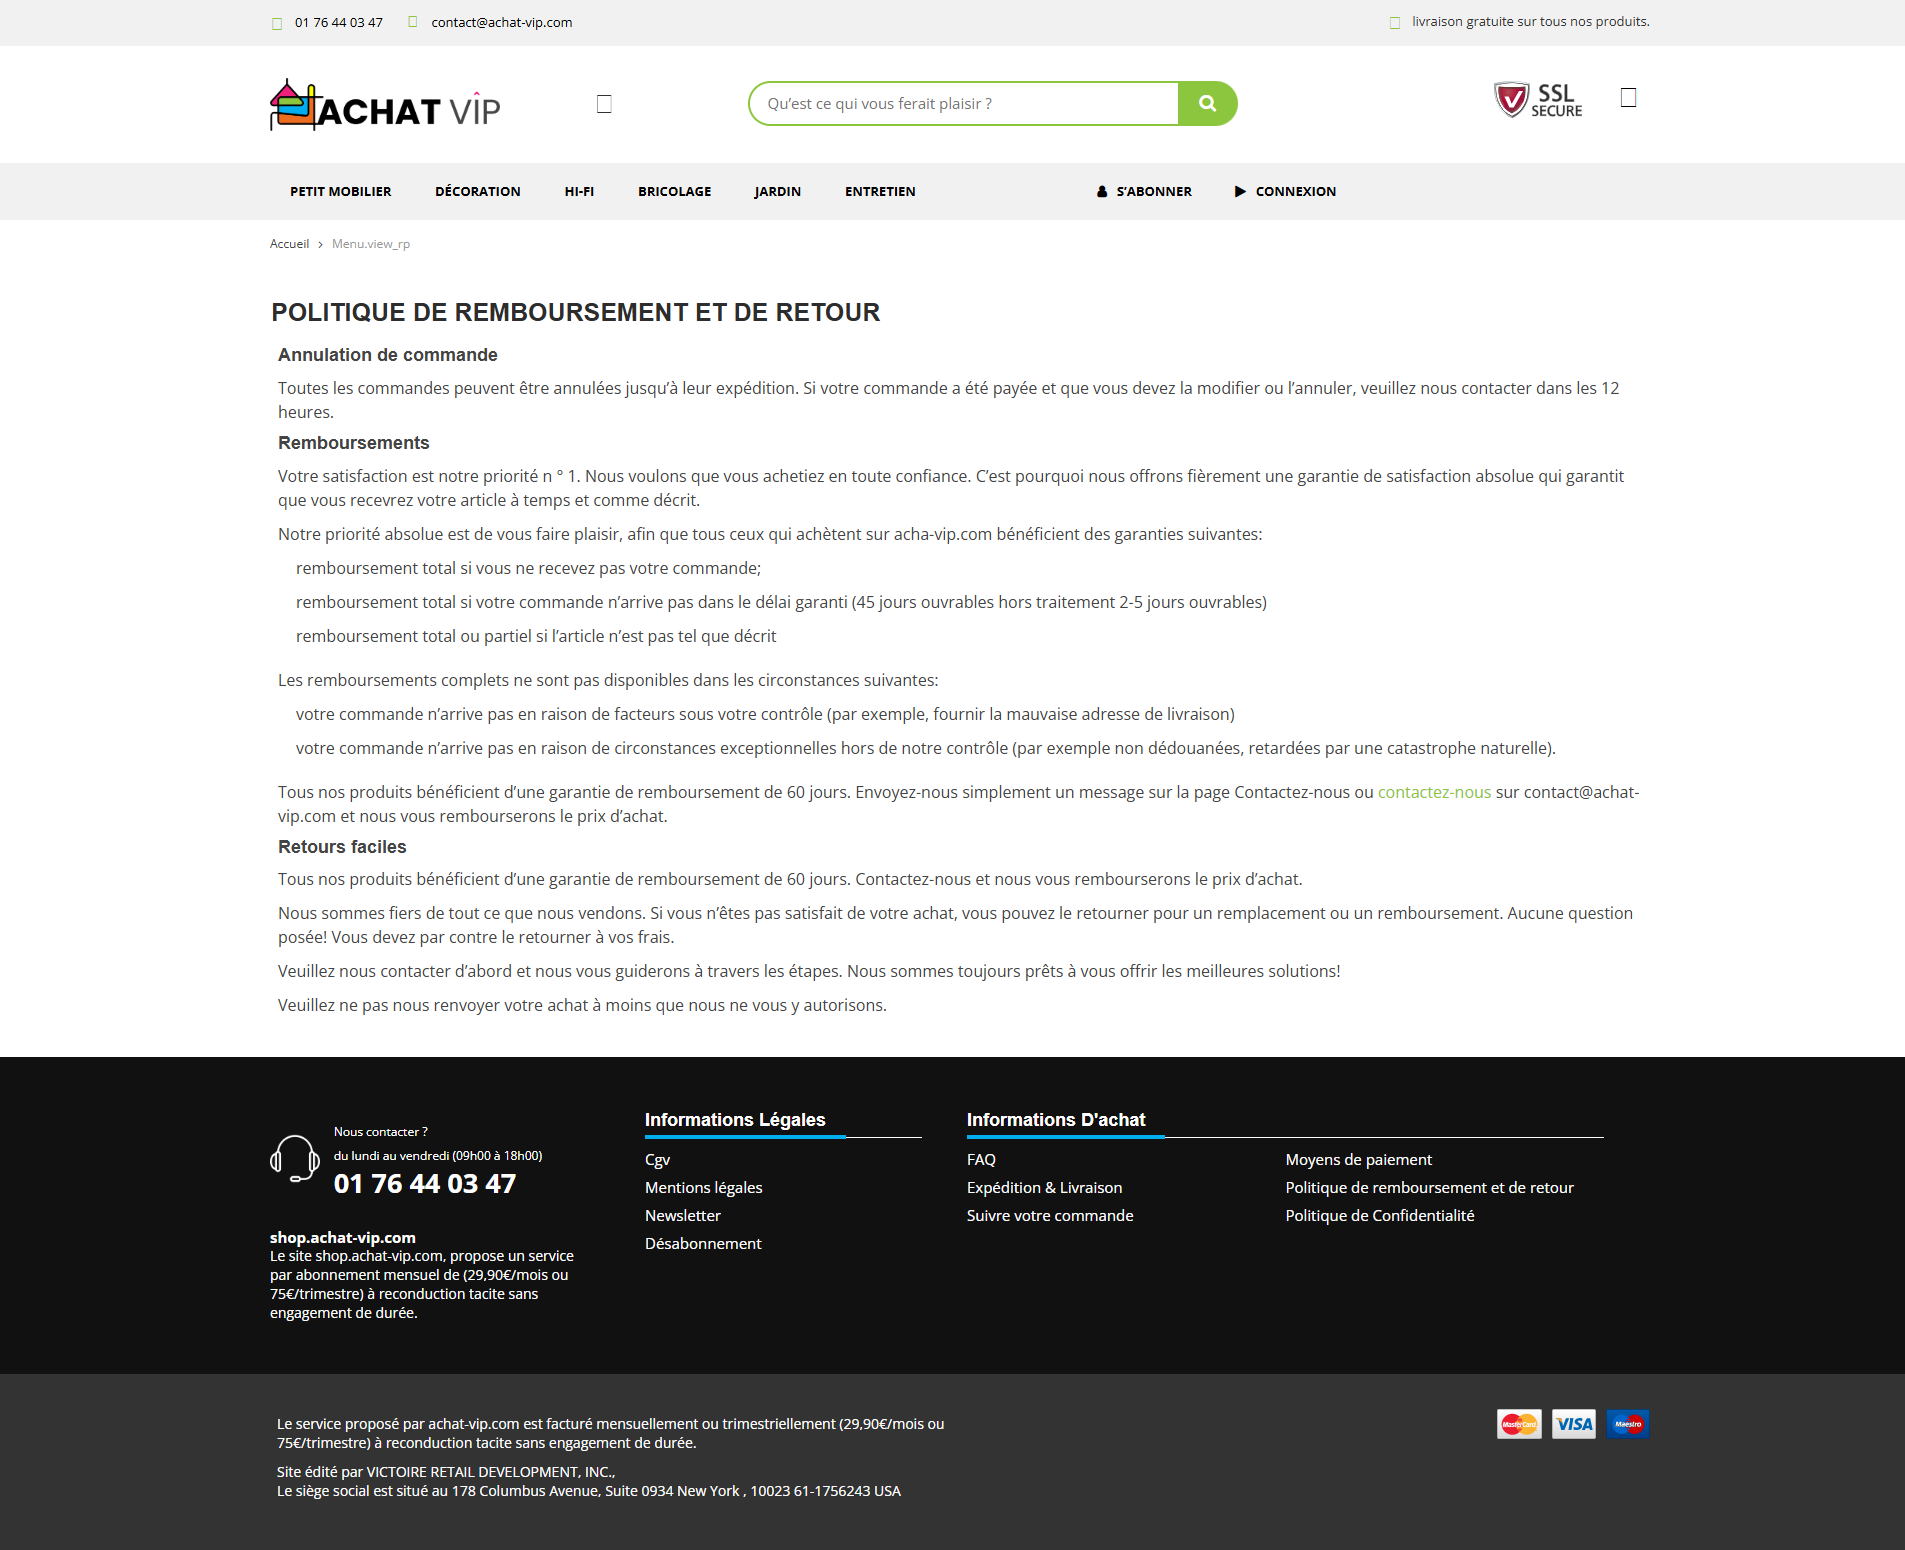 01 76 44 03 47 contact@achat-vip.com livraison gratuite sur tous nos produits.
ACHAT VIP Qu’est ce qui vous ferait plaisir ? SSL
SECURE
PETIT MOBILIER DÉCORATION HI-FI BRICOLAGE JARDIN ENTRETIEN S’ABONNER CONNEXION
Accueil > Menu.view_rp
POLITIQUE DE REMBOURSEMENT ET DE RETOUR
Annulation de commande
Toutes les commandes peuvent être annulées jusqu’à leur expédition. Si votre commande a été payée et que vous devez la modifier ou l’annuler, veuillez nous contacter dans les 12
heures.
Remboursements
Votre satisfaction est notre priorité n ° 1. Nous voulons que vous achetiez en toute confiance. C’est pourquoi nous offrons fièrement une garantie de satisfaction absolue qui garantit
que vous recevrez votre article à temps et comme décrit.
Notre priorité absolue est de vous faire plaisir, afin que tous ceux qui achètent sur acha-vip.com bénéficient des garanties suivantes:
remboursement total si vous ne recevez pas votre commande;
remboursement total si votre commande n’arrive pas dans le délai garanti (45 jours ouvrables hors traitement 2-5 jours ouvrables)
remboursement total ou partiel si l’article n’est pas tel que décrit
Les remboursements complets ne sont pas disponibles dans les circonstances suivantes:
votre commande n’arrive pas en raison de facteurs sous votre contrôle (par exemple, fournir la mauvaise adresse de livraison)
votre commande n’arrive pas en raison de circonstances exceptionnelles hors de notre contrôle (par exemple non dédouanées, retardées par une catastrophe naturelle).
Tous nos produits bénéficient d’une garantie de remboursement de 60 jours. Envoyez-nous simplement un message sur la page Contactez-nous ou contactez-nous sur contact@achat-
vip.com et nous vous rembourserons le prix d’achat.
Retours faciles
Tous nos produits bénéficient d’une garantie de remboursement de 60 jours. Contactez-nous et nous vous rembourserons le prix d’achat.
Nous sommes fiers de tout ce que nous vendons. Si vous n’êtes pas satisfait de votre achat, vous pouvez le retourner pour un remplacement ou un remboursement. Aucune question
posée! Vous devez par contre le retourner à vos frais.
Veuillez nous contacter d’abord et nous vous guiderons à travers les étapes. Nous sommes toujours prêts à vous offrir les meilleures solutions!
Veuillez ne pas nous renvoyer votre achat à moins que nous ne vous y autorisons.
Nous contacter ?
du lundi au vendredi (09h00 à 18h00)
01 76 44 03 47
shop.achat-vip.com
Le site shop.achat-vip.com, propose un service
par abonnement mensuel de (29,90€/mois ou
75€/trimestre) à reconduction tacite sans
engagement de durée.
Informations Légales
Cgv
Mentions légales
Newsletter
Désabonnement
Informations D'achat
FAQ
Expédition & Livraison
Suivre votre commande
Moyens de paiement
Politique de remboursement et de retour
Politique de Confidentialité
Le service proposé par achat-vip.com est facturé mensuellement ou trimestriellement (29,90€/mois ou
75€/trimestre) à reconduction tacite sans engagement de durée.
Site édité par VICTOIRE RETAIL DEVELOPMENT, INC.,
Le siège social est situé au 178 Columbus Avenue, Suite 0934 New York , 10023 61-1756243 USA
MasterCard VISA Maestro